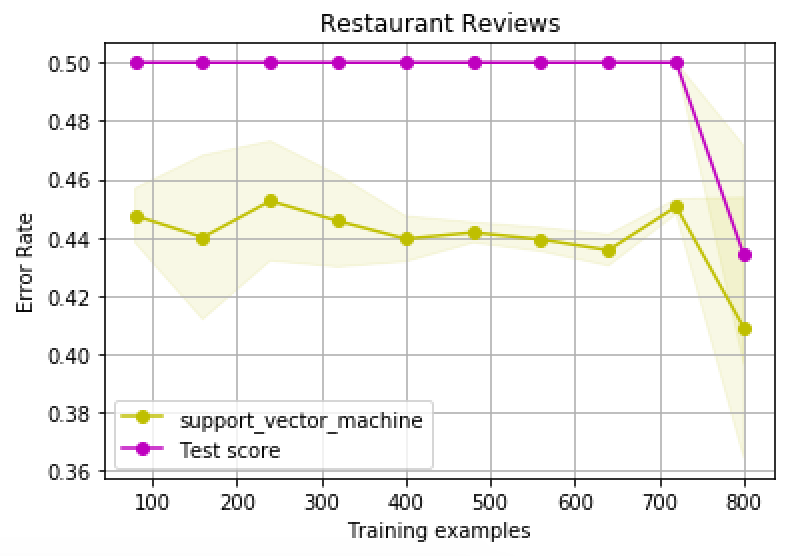 Restaurant Reviews
Error Rate
0.50
0.48
0.46
0.44
0.42
0.40
0.38
0.36
support_vector_machine
Test score
100 200 300 400 500 600 700 800
Training examples